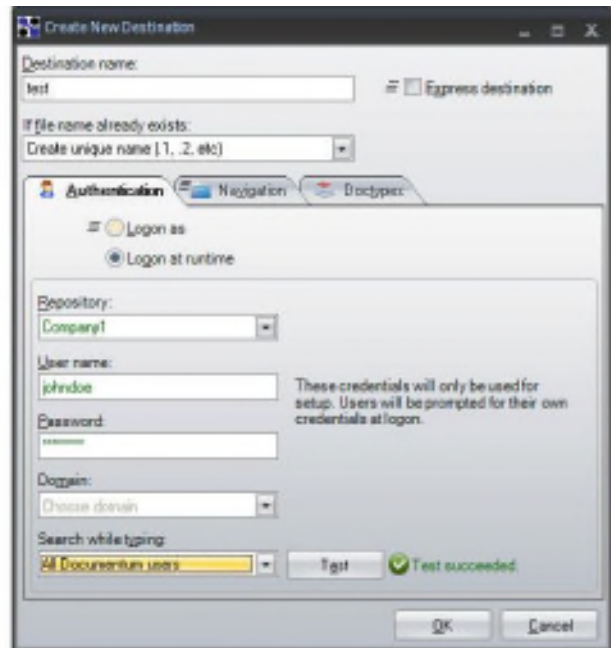 Create New Destination
Destination name:
test
Express destination
If file name already exists:
Create unique name (.1, .2, etc)
Authentication
Navigation
Doctypes
Logon as
Logon at runtime
Repository:
Company1
User name:
johndoe
These credentials will only be used for
setup. Users will be prompted for their own
credentials at logon.
Password:
********
Domain:
Choose domain
Search while typing:
All Documentum users
Test
Test succeeded.
OK
Cancel